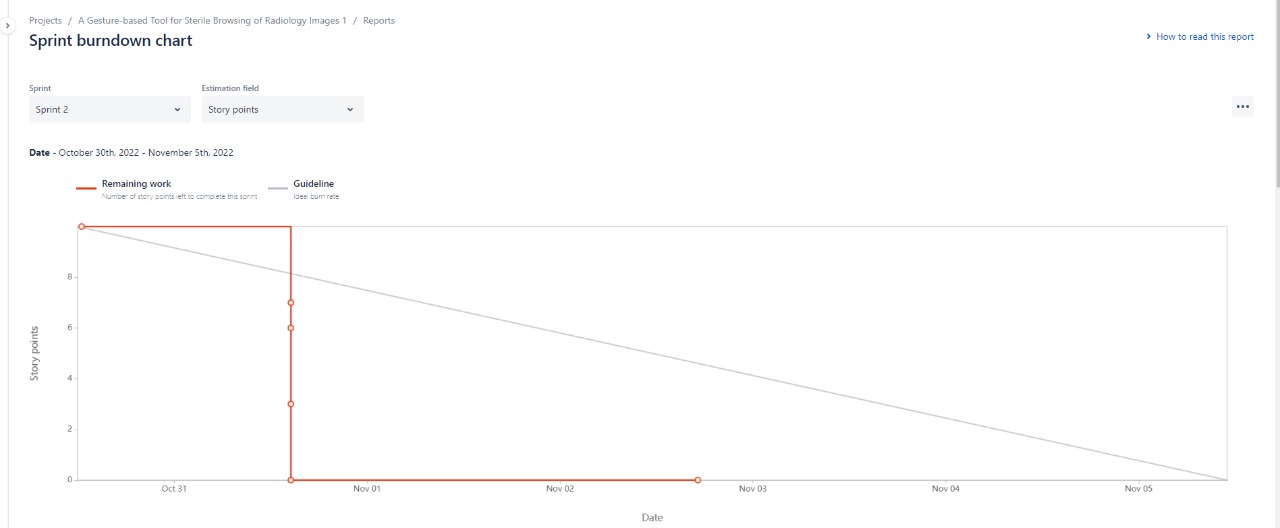 Projects / A Gesture-based Tool for Sterile Browsing of Radiology Images 1 / Reports
Sprint burndown chart
How to read this report
Sprint
Estimation field
Sprint 2
Story points
Date - October 30th, 2022 - November 5th, 2022
Remaining work
Number of story points left to complete this sprint
Guideline
Ideal burn rate
Story points
8
6
4
2
0
Oct 31
Nov 01
Nov 02
Nov 03
Nov 04
Nov 05
Date